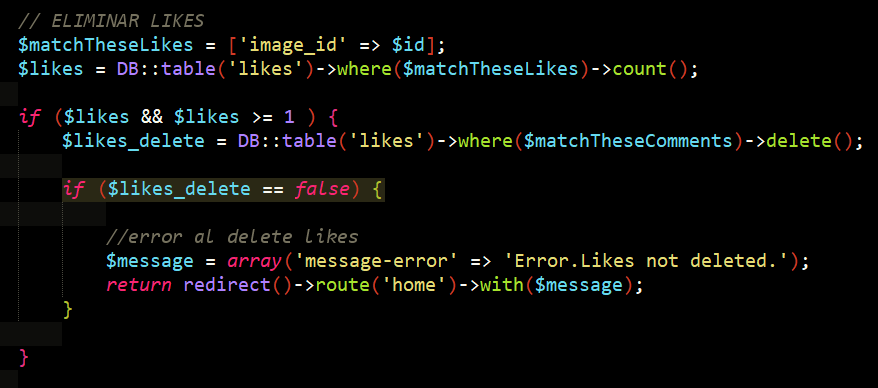 // ELIMINAR LIKES
$matchTheseLikes = ['image_id' => $id];
$likes = DB::table('likes')->where($matchTheseLikes)->count();
if ($likes && $likes >= 1 ) {
$likes_delete = DB::table('likes')->where($matchTheseComments)->delete();
if ($likes_delete == false) {
//error al delete likes
$message = array('message-error' => 'Error.Likes not deleted.');
return redirect()->route('home')->with($message);
}
}